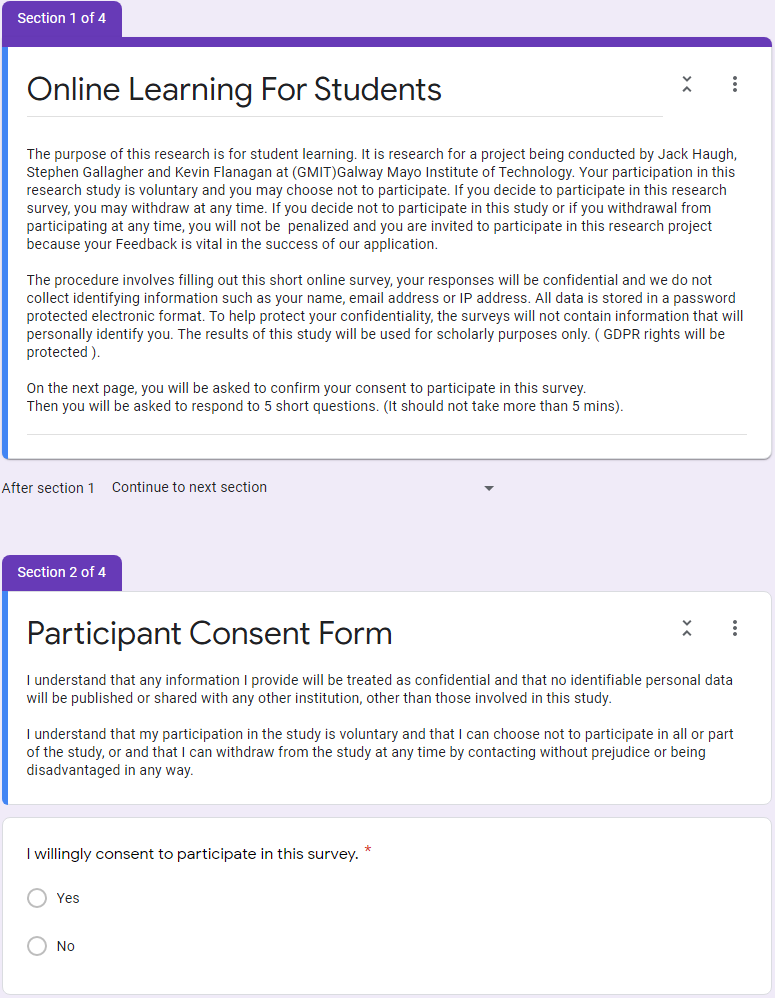 Section 1 of 4
Online Learning For Students
The purpose of this research is for student learning. It is research for a project being conducted by Jack Haugh,
Stephen Gallagher and Kevin Flanagan at (GMIT)Galway Mayo Institute of Technology. Your participation in this
research study is voluntary and you may choose not to participate. If you decide to participate in this research
survey, you may withdraw at any time. If you decide not to participate in this study or if you withdrawal from
participating at any time, you will not be  penalized and you are invited to participate in this research project
because your Feedback is vital in the success of our application.
The procedure involves filling out this short online survey, your responses will be confidential and we do not
collect identifying information such as your name, email address or IP address. All data is stored in a password
protected electronic format. To help protect your confidentiality, the surveys will not contain information that will
personally identify you. The results of this study will be used for scholarly purposes only. ( GDPR rights will be
protected ).
On the next page, you will be asked to confirm your consent to participate in this survey.
Then you will be asked to respond to 5 short questions. (It should not take more than 5 mins).
After section 1 Continue to next section
Section 2 of 4
Participant Consent Form
I understand that any information I provide will be treated as confidential and that no identifiable personal data
will be published or shared with any other institution, other than those involved in this study.
I understand that my participation in the study is voluntary and that I can choose not to participate in all or part
of the study, or and that I can withdraw from the study at any time by contacting without prejudice or being
disadvantaged in any way.
I willingly consent to participate in this survey. *
Yes
No